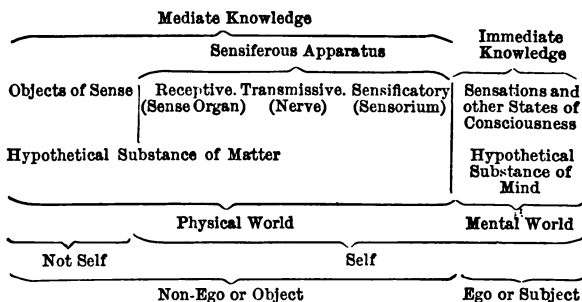 Mediate Knowledge
Immediate
Knowledge
Sensiferous Apparatus
Objects of Sense
Receptive. Transmissive. Sensificatory
(Sense Organ) (Nerve) (Sensorium)
Sensations and
other States of
Consciousness
Hypothetical Substance of Matter
Hypothetical
Substance of
Mind
Physical World
Mental World
Not Self
Self
Non-Ego or Object
Ego or Subject